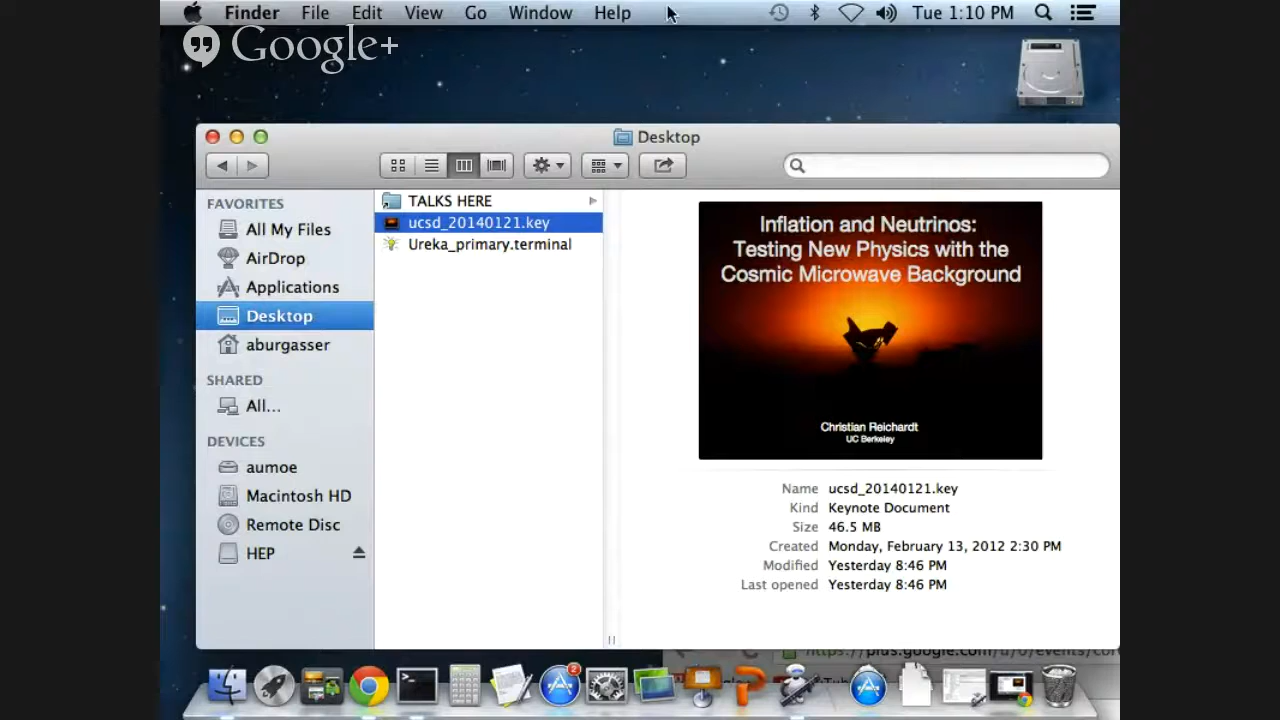 Finder File Edit View Go Window Help Tue 1:10 PM
Google+
Desktop
FAVORITES
All My Files
AirDrop
Applications
Desktop
aburgasser
SHARED
All...
DEVICES
aumoe
Macintosh HD
Remote Disc
HEP
TALKS HERE
ucsd_20140121.key
Ureka_primary.terminal
Inflation and Neutrinos:
Testing New Physics with the
Cosmic Microwave Background
Christian Reichardt
UC Berkeley
Name ucsd_20140121.key
Kind Keynote Document
Size 46.5 MB
Created Monday, February 13, 2012 2:30 PM
Modified Yesterday 8:46 PM
Last opened Yesterday 8:46 PM
2